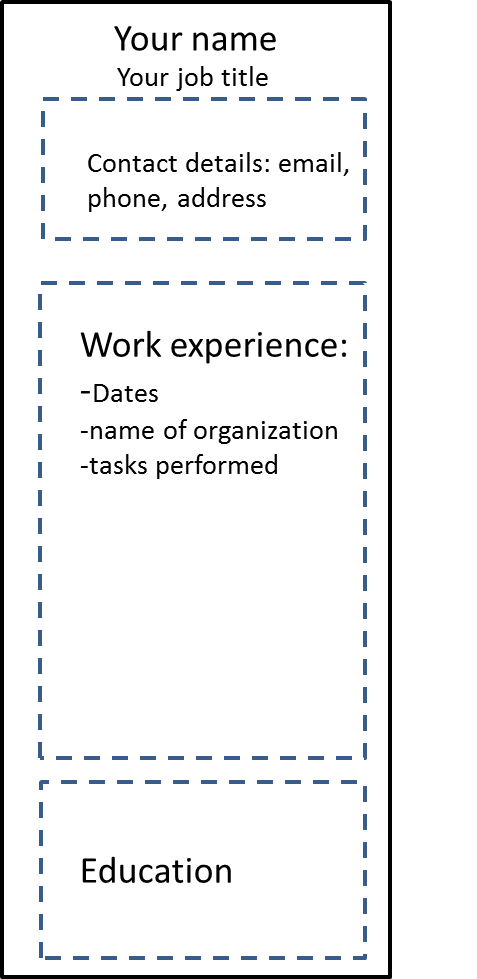 Your name
Your job title
Contact details: email,
phone, address
Work experience:
-Dates
-name of organization
-tasks performed
Education